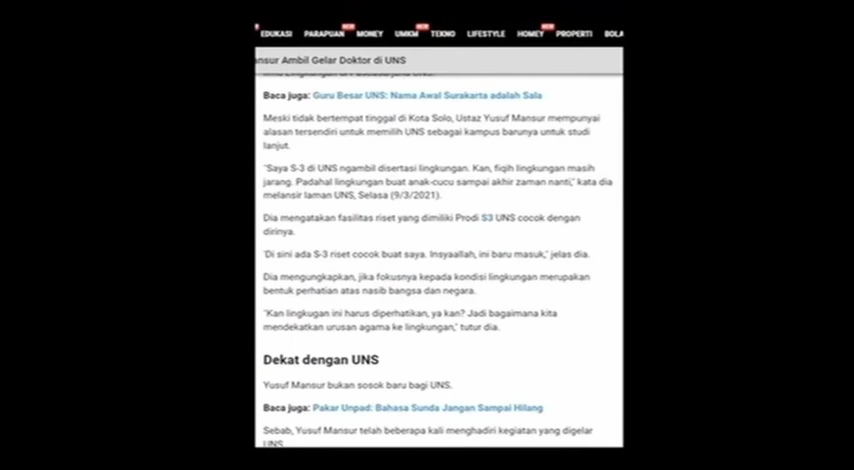 EDUKASI PARAPUAN NEW MONEY UMKM NEW TEKNO LIFESTYLE HOMEY NEW PROPERTI BOLA
ansur Ambil Gelar Doktor di UNS
Baca juga: Guru Besar UNS: Nama Awal Surakarta adalah Sala
Meski tidak bertempat tinggal di Kota Solo, Ustaz Yusuf Mansur mempunyai
alasan tersendiri untuk memilih UNS sebagai kampus barunya untuk studi
lanjut.
"Saya S-3 di UNS ngambil disertasi lingkungan. Kan, fiqih lingkungan masih
jarang. Padahal lingkungan buat anak-cucu sampai akhir zaman nanti," kata dia
melansir laman UNS, Selasa (9/3/2021).
Dia mengatakan fasilitas riset yang dimiliki Prodi S3 UNS cocok dengan
dirinya.
"Di sini ada S-3 riset cocok buat saya. Insyaallah, ini baru masuk," jelas dia.
Dia mengungkapkan, jika fokusnya kepada kondisi lingkungan merupakan
bentuk perhatian atas nasib bangsa dan negara.
"Kan lingkugan ini harus diperhatikan, ya kan? Jadi bagaimana kita
mendekatkan urusan agama ke lingkungan," tutur dia.
Dekat dengan UNS
Yusuf Mansur bukan sosok baru bagi UNS.
Baca juga: Pakar Unpad: Bahasa Sunda Jangan Sampai Hilang
Sebab, Yusuf Mansur telah beberapa kali menghadiri kegiatan yang digelar
UNS